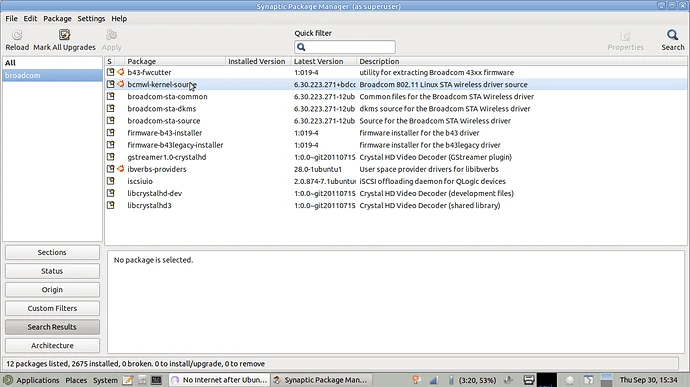 Synaptic Package Manager (as superuser)
File Edit Package Settings Help
Quick filter
Reload Mark All Upgrades Apply Properties Search
All
broadcom
S Package Installed Version Latest Version Description
b43-fwcutter 1:019-4 utility for extracting Broadcom 43xx firmware
bcmwl-kernel-source 6.30.223.271+bdcc Broadcom 802.11 Linux STA wireless driver source
broadcom-sta-common 6.30.223.271-12ub Common files for the Broadcom STA Wireless driver
broadcom-sta-dkms 6.30.223.271-12ub dkms source for the Broadcom STA Wireless driver
broadcom-sta-source 6.30.223.271-12ub Source for the Broadcom STA Wireless driver
firmware-b43-installer 1:019-4 firmware installer for the b43 driver
firmware-b43legacy-installer 1:019-4 firmware installer for the b43legacy driver
gstreamer1.0-crystalhd 1:0.0~git20110715 Crystal HD Video Decoder (GStreamer plugin)
ibverbs-providers 28.0-1ubuntu1 User space provider drivers for libibverbs
iscsiuio 2.0.874-7.1ubuntu iSCSI offloading daemon for QLogic devices
libcrystalhd-dev 1:0.0~git20110715 Crystal HD Video Decoder (development files)
libcrystalhd3 1:0.0~git20110715 Crystal HD Video Decoder (shared library)
Sections
Status
Origin
Custom Filters
Search Results
Architecture
No package is selected.
12 packages listed, 2675 installed, 0 broken. 0 to install/upgrade, 0 to remove
Applications Places System No Internet after Ubun... Synaptic Package Man... (3:20, 53%) Thu Sep 30, 15:34